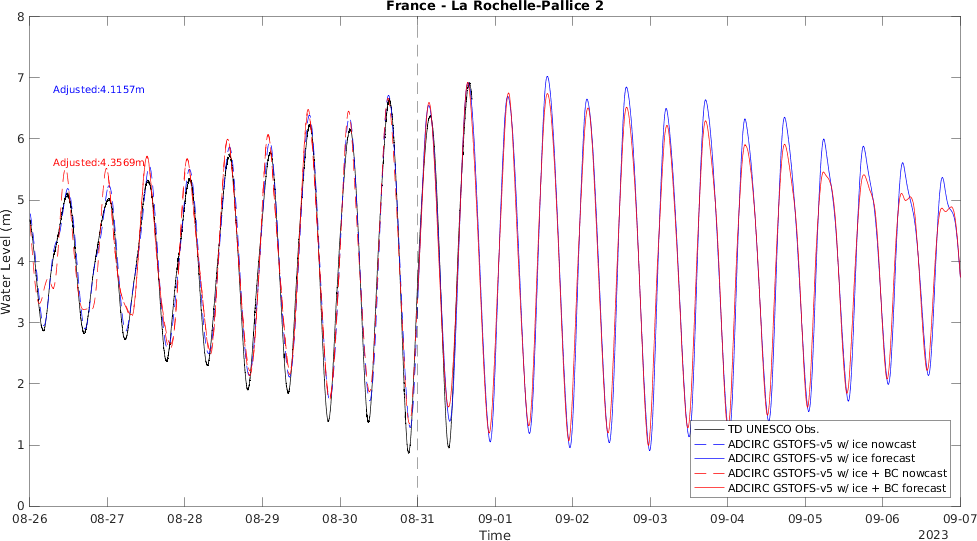 France - La Rochelle-Pallice 2
8
7
6
5
4
3
2
1
0
Water Level (m)
Adjusted:4.1157m
Adjusted:4.3569m
TD UNESCO Obs.
ADCIRC GSTOFS-v5 w/ ice nowcast
ADCIRC GSTOFS-v5 w/ ice forecast
ADCIRC GSTOFS-v5 w/ ice + BC nowcast
ADCIRC GSTOFS-v5 w/ ice + BC forecast
08-26 08-27 08-28 08-29 08-30 08-31 09-01 09-02 09-03 09-04 09-05 09-06 09-07
Time
2023